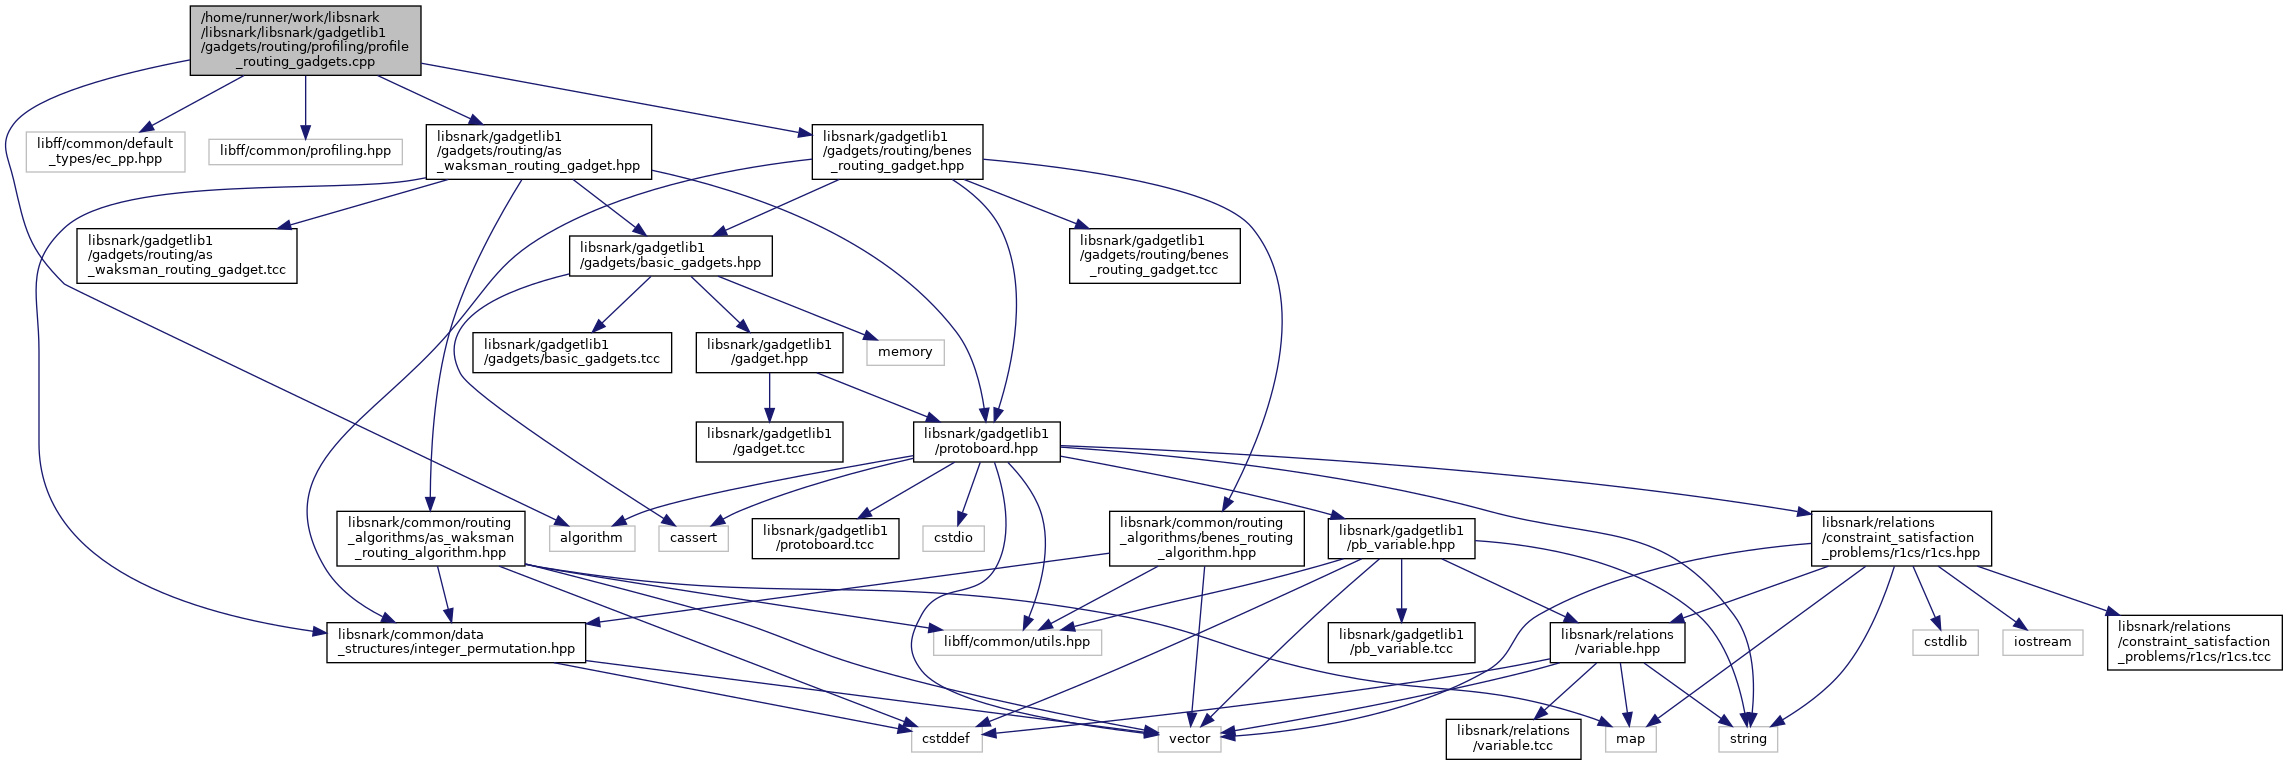 /home/runner/work/libsnark
/libsnark/libsnark/gadgetlib1
/gadgets/routing/profiling/profile
_routing_gadgets.cpp
libff/common/default
_types/ec_pp.hpp
libff/common/profiling.hpp
libsnark/gadgetlib1
/gadgets/routing/as
_waksman_routing_gadget.hpp
libsnark/gadgetlib1
/gadgets/routing/benes
_routing_gadget.hpp
libsnark/gadgetlib1
/gadgets/routing/as
_waksman_routing_gadget.tcc
libsnark/gadgetlib1
/gadgets/basic_gadgets.hpp
libsnark/gadgetlib1
/gadgets/routing/benes
_routing_gadget.tcc
libsnark/gadgetlib1
/gadgets/basic_gadgets.tcc
libsnark/gadgetlib1
/gadget.hpp
memory
libsnark/gadgetlib1
/gadget.tcc
libsnark/gadgetlib1
/protoboard.hpp
libsnark/common/routing
_algorithms/as_waksman
_routing_algorithm.hpp
algorithm
cassert
libsnark/gadgetlib1
/protoboard.tcc
cstdio
libsnark/common/routing
_algorithms/benes_routing
_algorithm.hpp
libsnark/gadgetlib1
/pb_variable.hpp
libsnark/relations
/constraint_satisfaction
_problems/r1cs/r1cs.hpp
libsnark/common/data
_structures/integer_permutation.hpp
libff/common/utils.hpp
libsnark/gadgetlib1
/pb_variable.tcc
libsnark/relations
/variable.hpp
cstdlib
iostream
libsnark/relations
/constraint_satisfaction
_problems/r1cs/r1cs.tcc
cstddef
vector
libsnark/relations
/variable.tcc
map
string